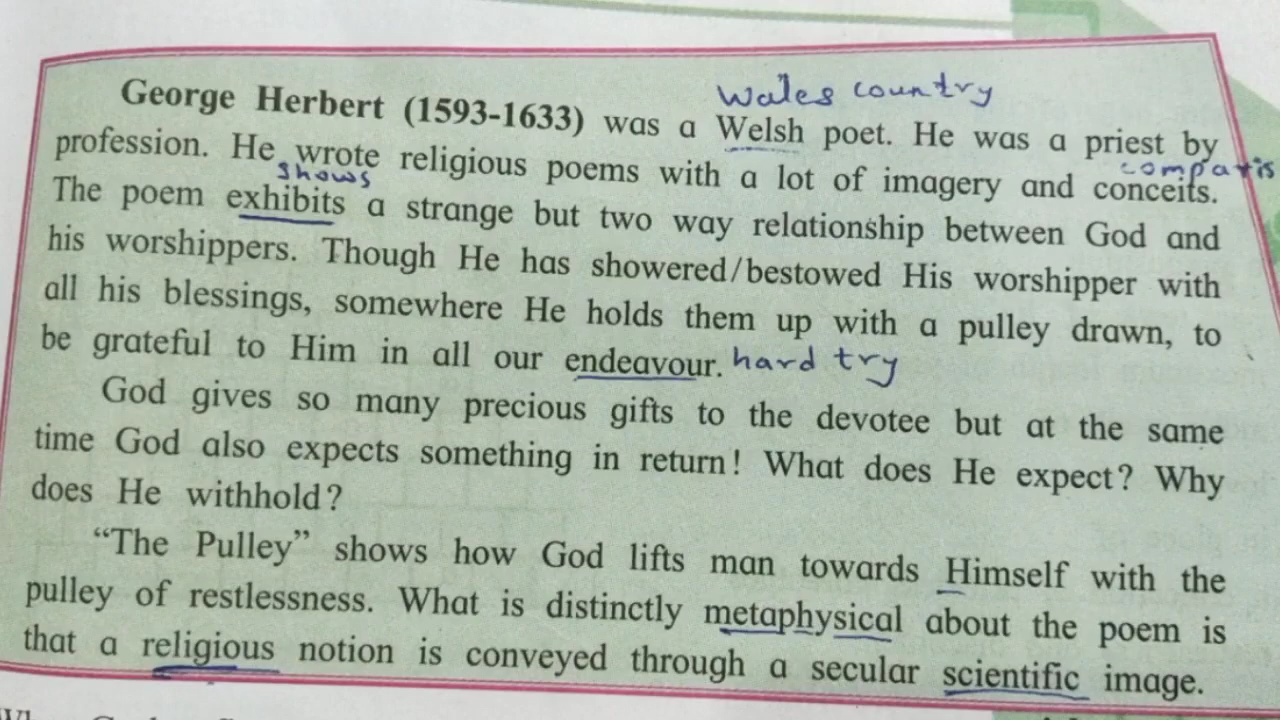 Wales country
George Herbert (1593-1633) was a Welsh poet. He was a priest by
comparis
profession. He wrote religious poems with a lot of imagery and conceits.
shows
The poem exhibits a strange but two way relationship between God and
his worshippers. Though He has showered/bestowed His worshipper with
all his blessings, somewhere He holds them up with a pulley drawn, to
be grateful to Him in all our endeavour. hard try
God gives so many precious gifts to the devotee but at the same
time God also expects something in return! What does He expect? Why
does He withhold?
“The Pulley” shows how God lifts man towards Himself with the
pulley of restlessness. What is distinctly metaphysical about the poem is
that a religious notion is conveyed through a secular scientific image.